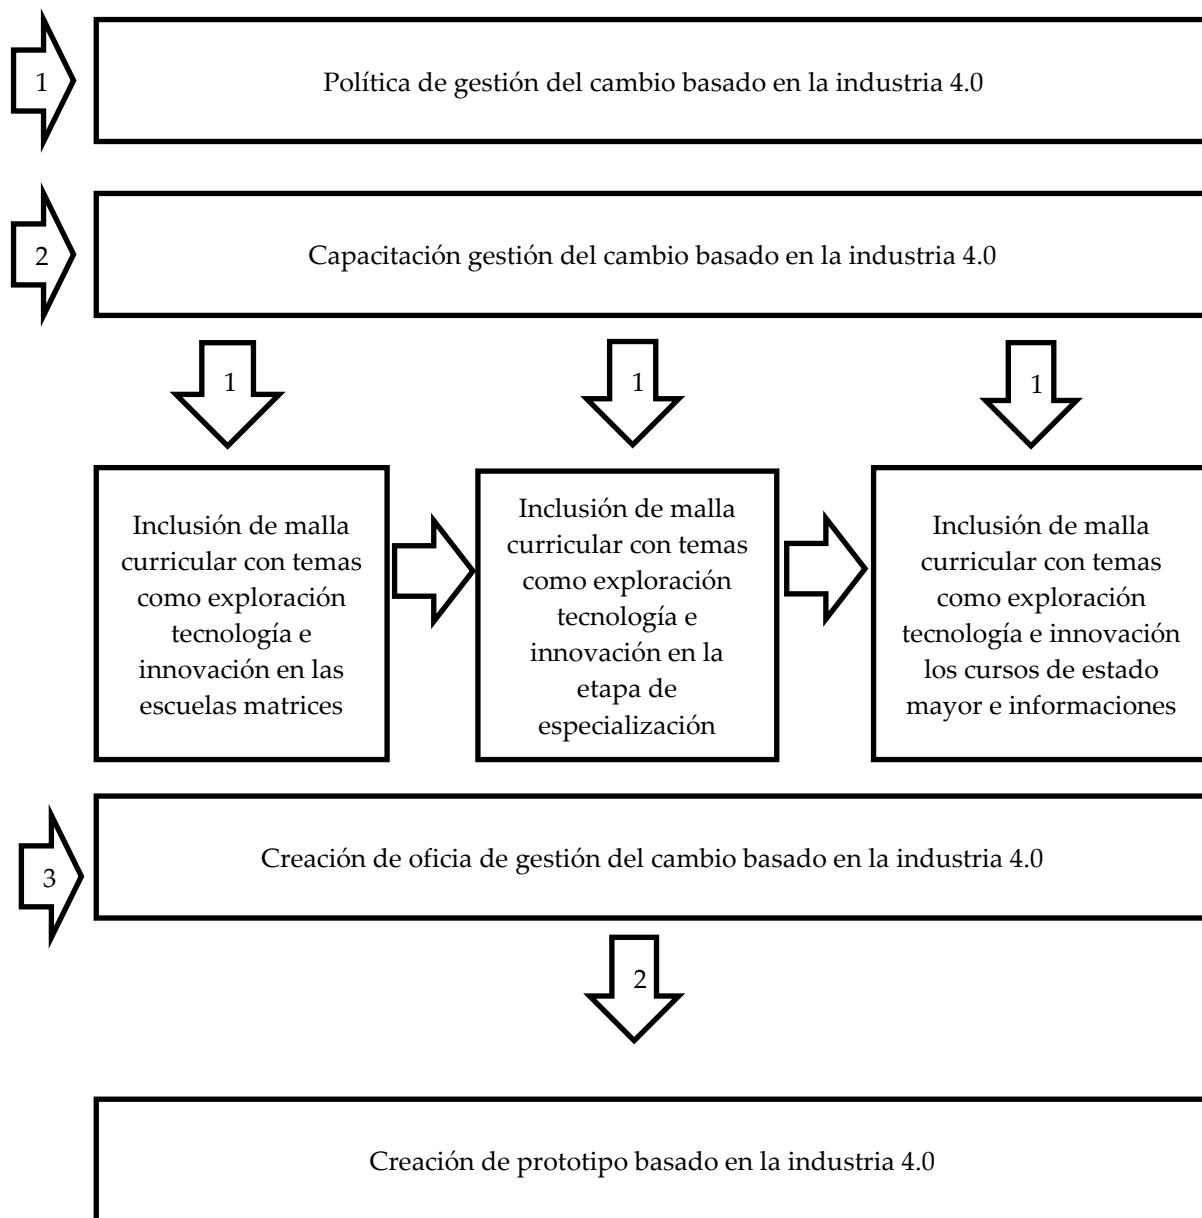 1
Política de gestión del cambio basado en la industria 4.0
2
Capacitación gestión del cambio basado en la industria 4.0
1
1
1
Inclusión de malla
curricular con temas
como exploración
tecnología e
innovación en las
escuelas matrices
Inclusión de malla
curricular con temas
como exploración
tecnología e
innovación en la
etapa de
especialización
Inclusión de malla
curricular con temas
como exploración
tecnología e innovación
los cursos de estado
mayor e informaciones
3
Creación de oficia de gestión del cambio basado en la industria 4.0
2
Creación de prototipo basado en la industria 4.0